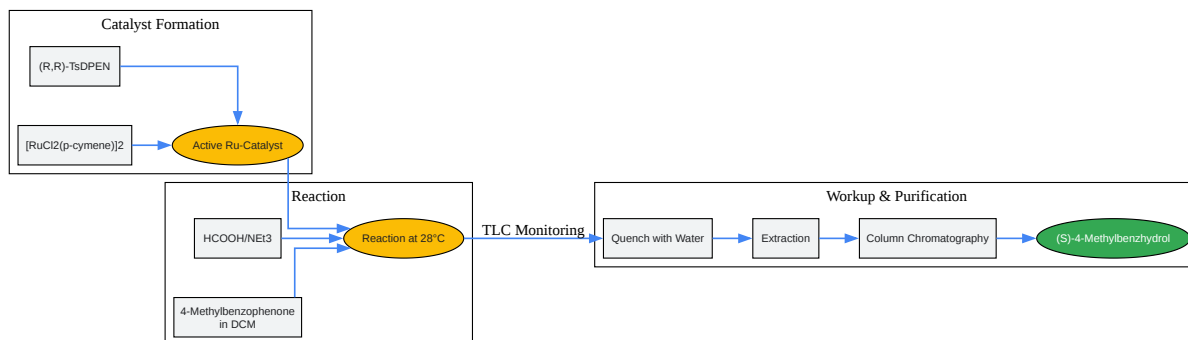 Catalyst Formation
(R,R)-TsDPEN
[RuCl2(p-cymene)]2
Active Ru-Catalyst
Reaction
HCOOH/NEt3
Reaction at 28°C
4-Methylbenzophenone
in DCM
TLC Monitoring
Workup & Purification
Quench with Water
Extraction
Column Chromatography
(S)-4-Methylbenzhydrol